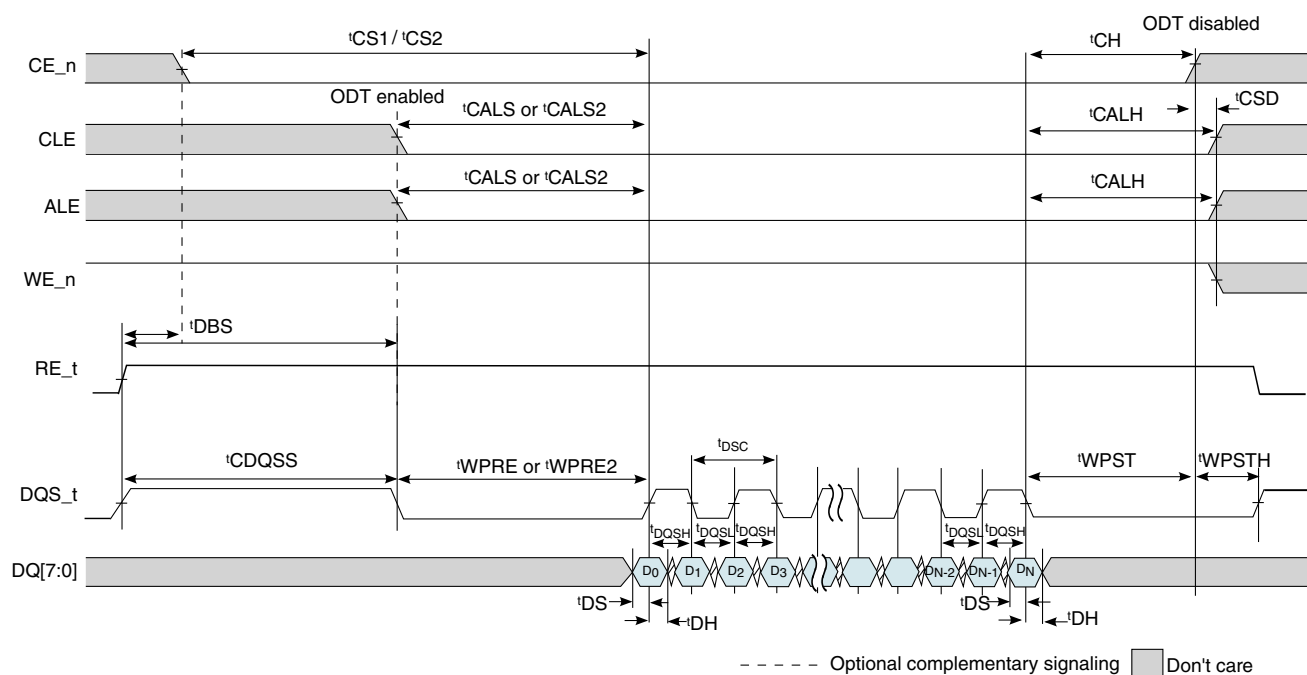 ODT disabled
tCS1 / tCS2
tCH
CE_n
ODT enabled
tCSD
tCALS or tCALS2
tCALH
CLE
tCALS or tCALS2
tCALH
ALE
WE_n
tDBS
RE_t
tDSC
tCDQSS
tWPRE or tWPRE2
tWPST
tWPSTH
DQS_t
tDQSH
tDQSL
tDQSH
tDQSL
tDQSH
DQ[7:0]
D0
D1
D2
D3
DN-2
DN-1
DN
tDS
tDS
tDH
tDH
Optional complementary signaling
Don't care